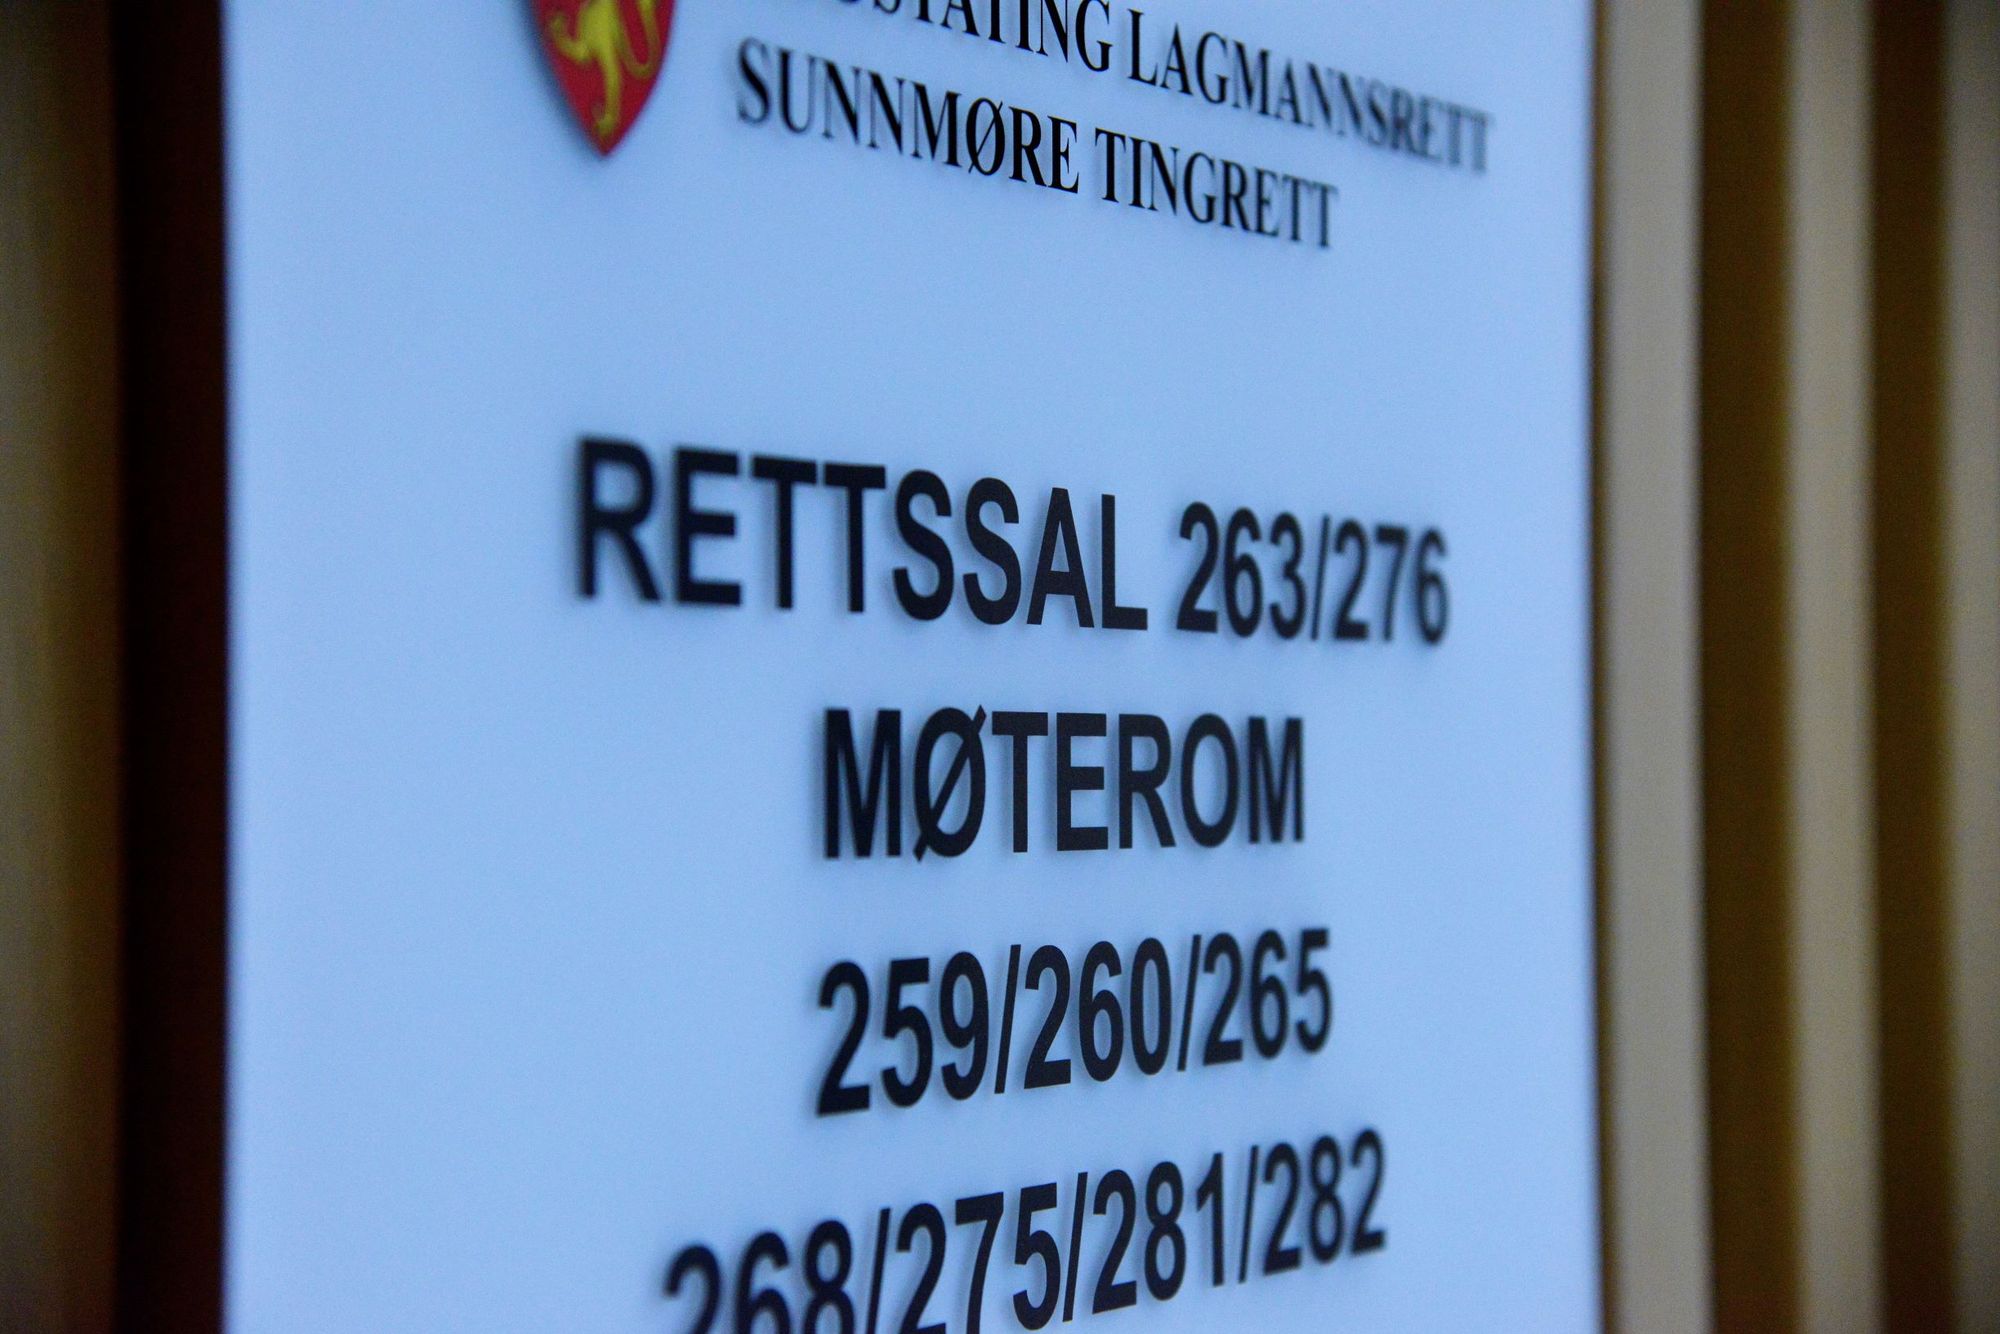 LAGMANNSRETT
SUNNMØRE TINGRETT
RETTSSAL 263/276
MØTEROM
259/260/265
268/275/281/282